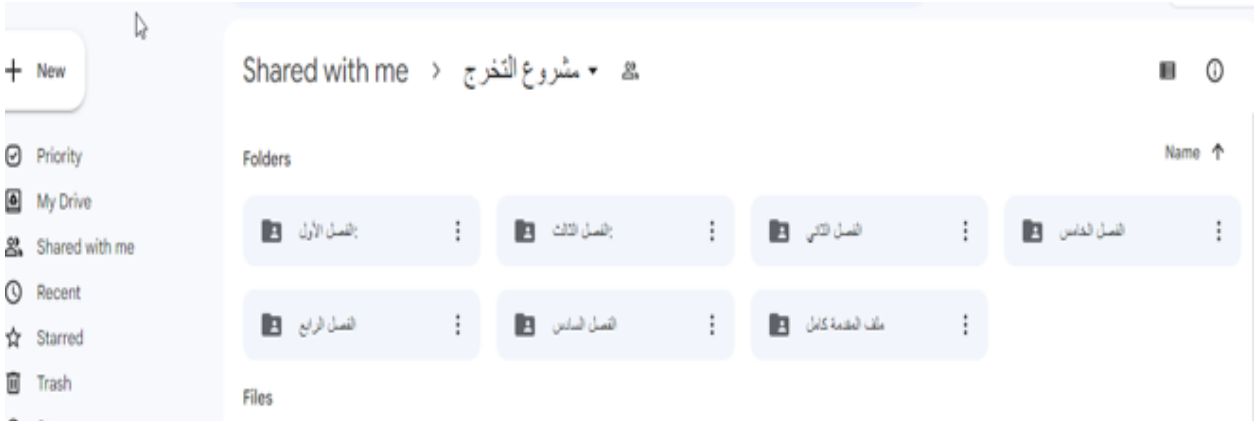 New
Shared with me > مشروع التخرج
Priority
My Drive
Shared with me
Recent
Starred
Trash
Folders
Name
الفصل الأول:
الفصل الثالث:
الفصل الثاني
الفصل الخامس
الفصل الرابع
الفصل السادس
ملف المقدمة كامل
Files